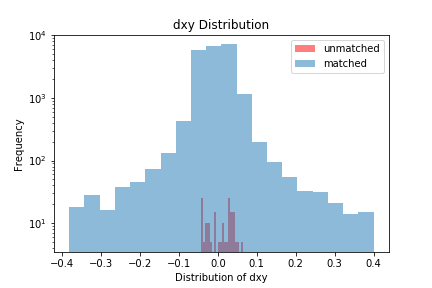 dxy Distribution
unmatched
matched
Frequency
10⁴
10³
10²
10¹
−0.4 −0.3 −0.2 −0.1 0.0 0.1 0.2 0.3 0.4
Distribution of dxy